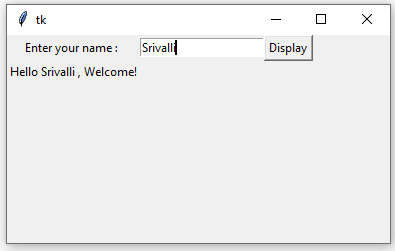 tk
Enter your name : Srivalli Display
Hello Srivalli , Welcome!